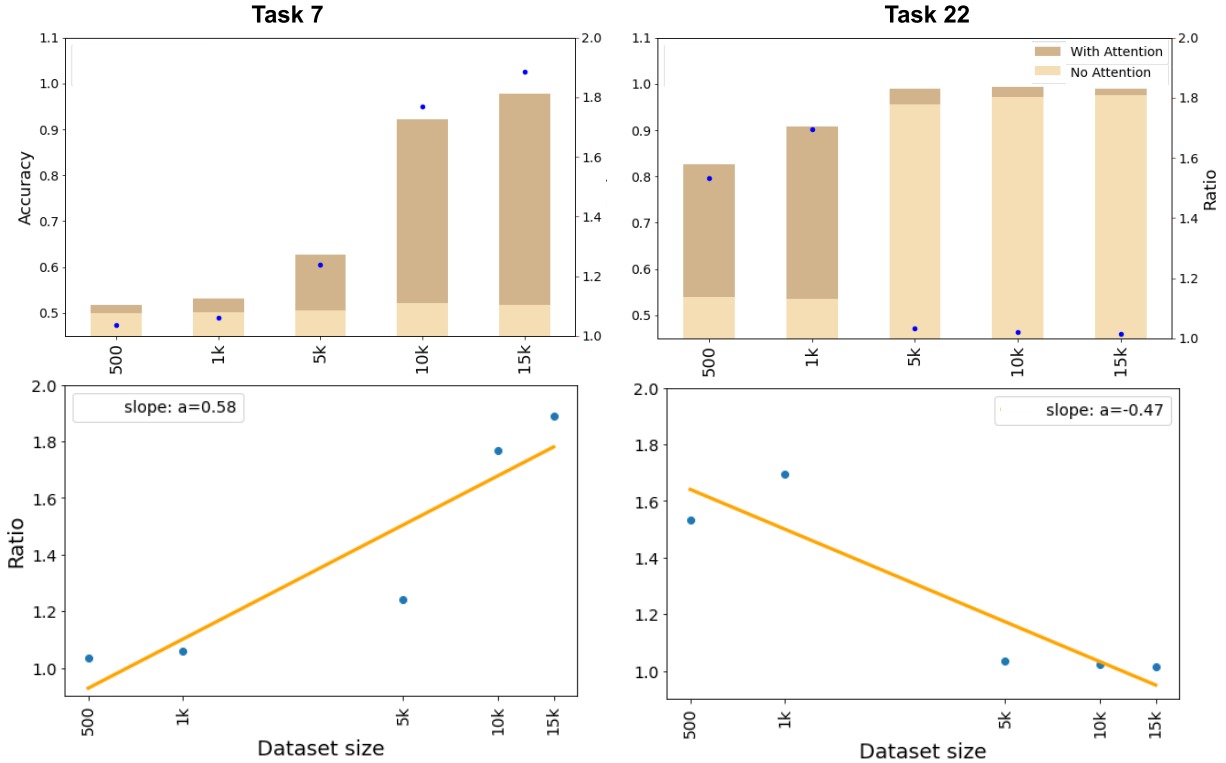 Task 7
Task 22
1.1
1.0
0.9
0.8
0.7
0.6
0.5
Accuracy
2.0
1.8
1.6
1.4
1.2
1.0
500
1k
5k
10k
15k
1.1
1.0
0.9
0.8
0.7
0.6
0.5
With Attention
No Attention
2.0
1.8
1.6
1.4
1.2
1.0
Ratio
500
1k
5k
10k
15k
2.0
1.8
1.6
1.4
1.2
1.0
Ratio
slope: a=0.58
500
1k
5k
10k
15k
Dataset size
2.0
1.8
1.6
1.4
1.2
1.0
slope: a=-0.47
500
1k
5k
10k
15k
Dataset size